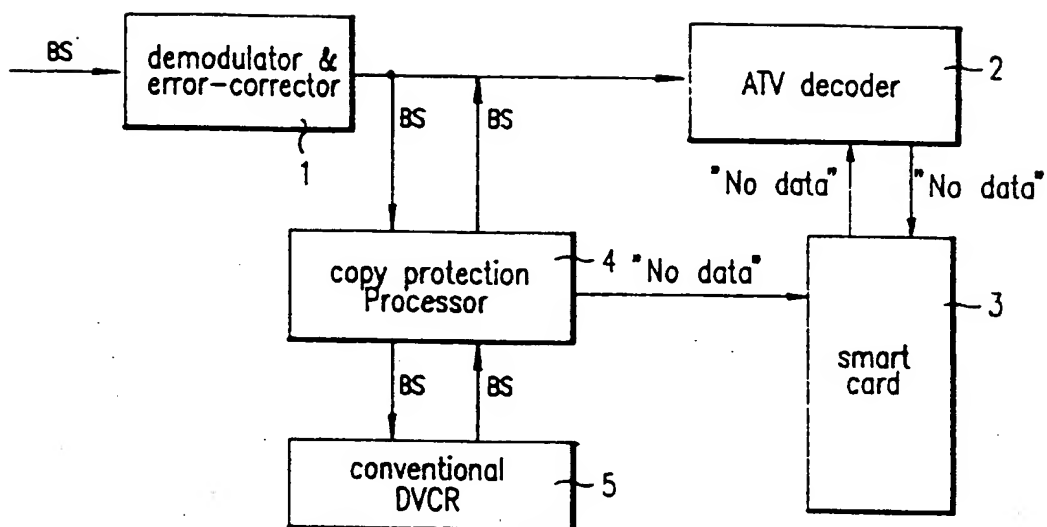 BS
demodulator &
error-corrector
1
ATV decoder
2
BS
BS
"No data"
"No data"
copy protection
Processor
4
"No data"
smart
card
3
BS
BS
conventional
DVCR
5